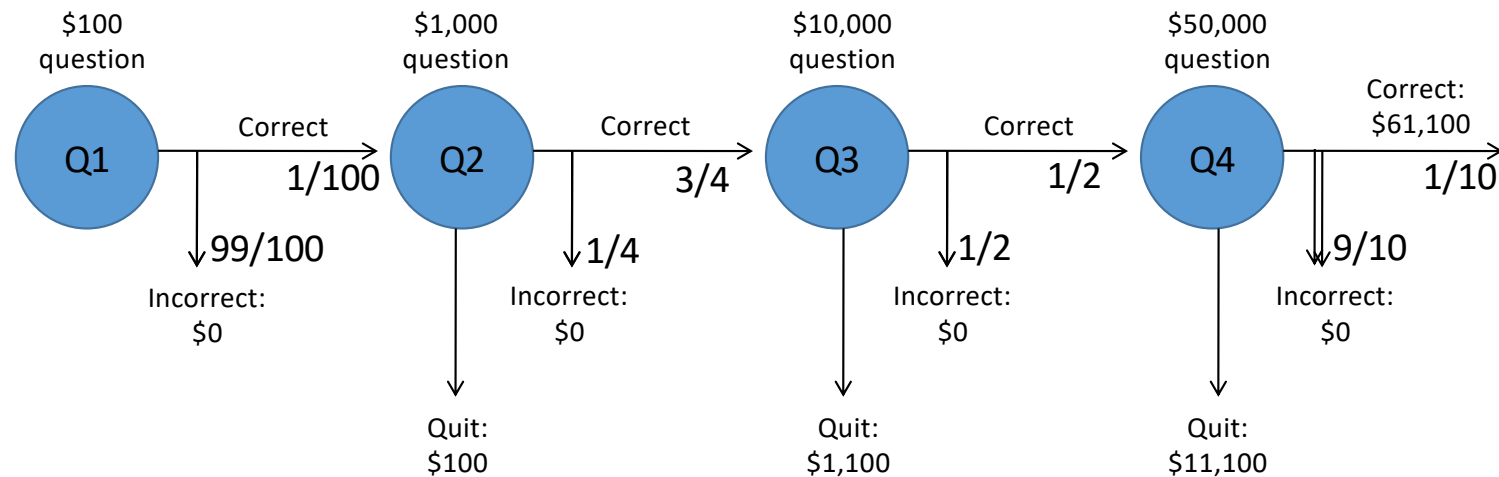 $100
question
$1,000
question
$10,000
question
$50,000
question
Q1
Correct
1/100
99/100
Incorrect:
$0
Q2
Correct
3/4
1/4
Incorrect:
$0
Quit:
$100
Q3
Correct
1/2
1/2
Incorrect:
$0
Quit:
$1,100
Q4
Correct:
$61,100
1/10
9/10
Incorrect:
$0
Quit:
$11,100